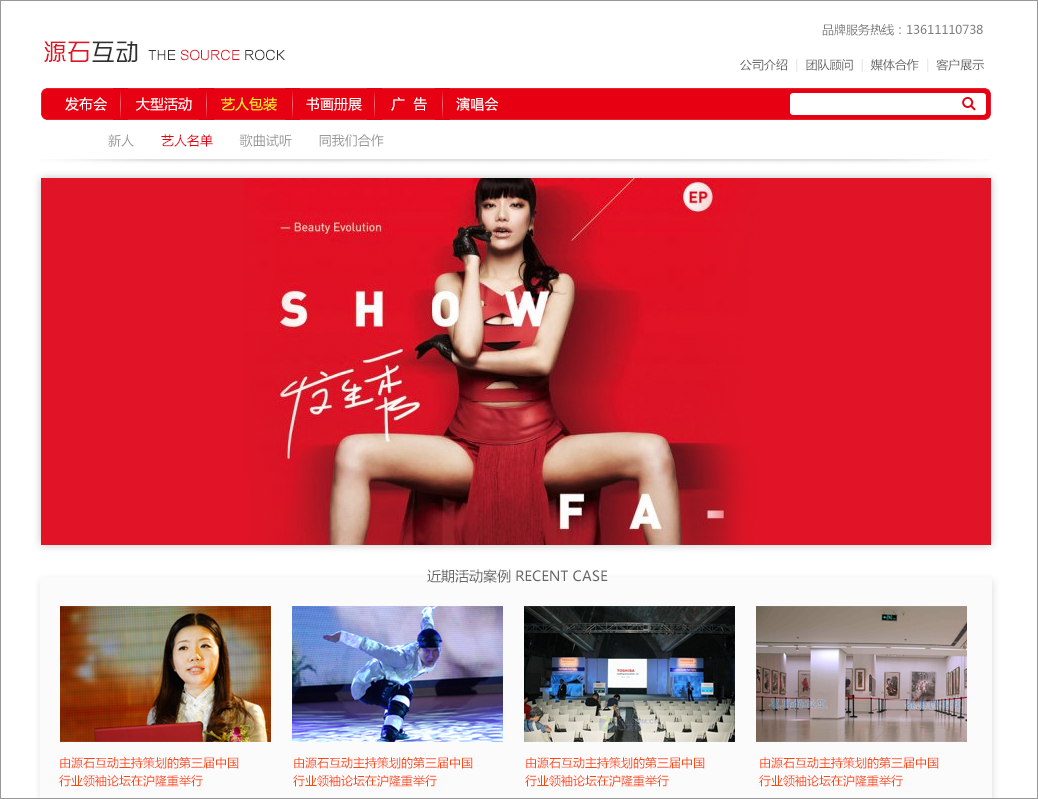 品牌服务热线：13611110738
源石互动 THE SOURCE ROCK
公司介绍 团队顾问 媒体合作 客户展示
发布会 大型活动 艺人包装 书画册展 广 告 演唱会
新人 艺人名单 歌曲试听 同我们合作
EP
— Beauty Evolution
SHOW
发生秀
FA-
近期活动案例 RECENT CASE
由源石互动主持策划的第三届中国
行业领袖论坛在沪隆重举行
由源石互动主持策划的第三届中国
行业领袖论坛在沪隆重举行
由源石互动主持策划的第三届中国
行业领袖论坛在沪隆重举行
由源石互动主持策划的第三届中国
行业领袖论坛在沪隆重举行